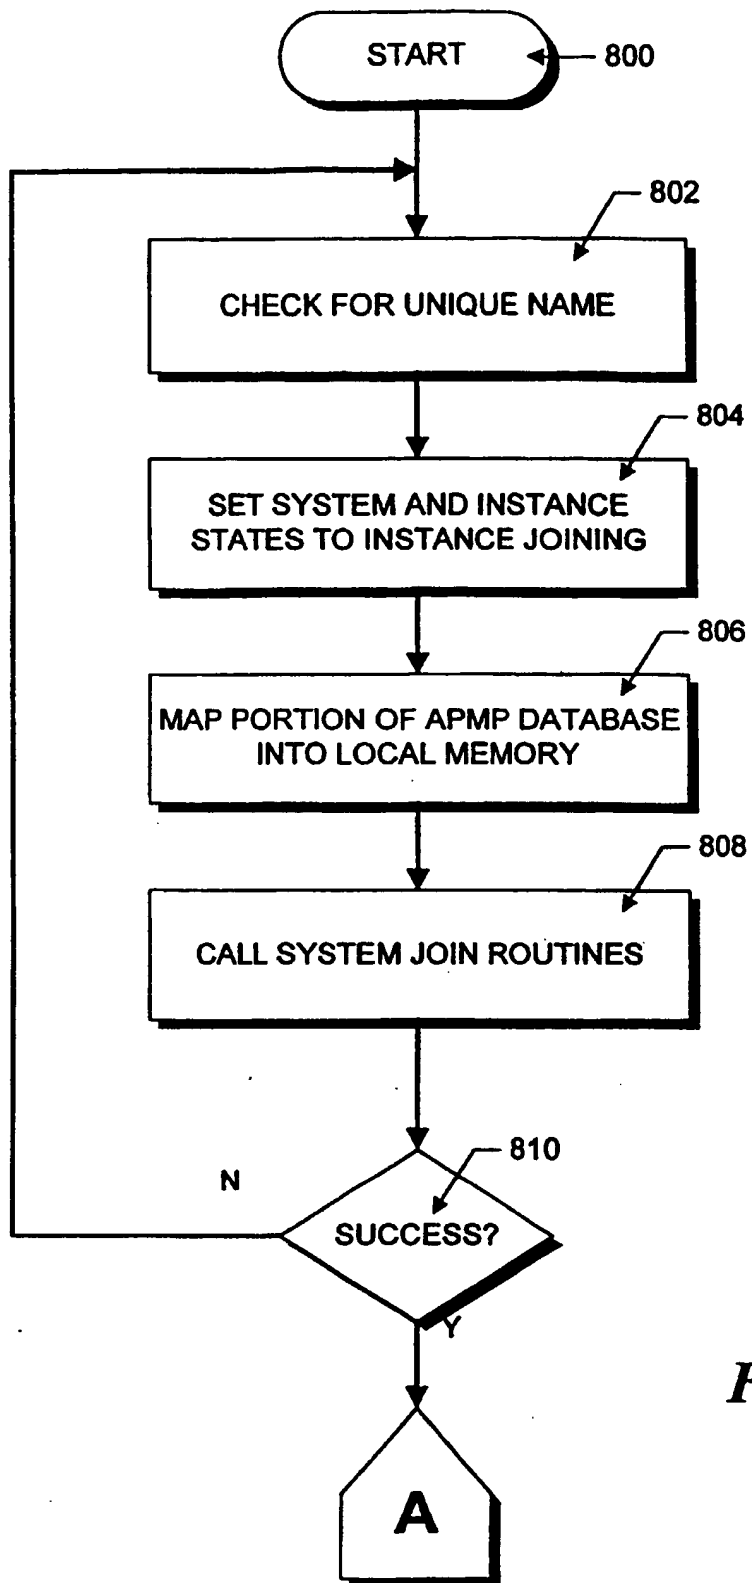 START
800
802
CHECK FOR UNIQUE NAME
804
SET SYSTEM AND INSTANCE
STATES TO INSTANCE JOINING
806
MAP PORTION OF APMP DATABASE
INTO LOCAL MEMORY
808
CALL SYSTEM JOIN ROUTINES
810
N
SUCCESS?
Y
A